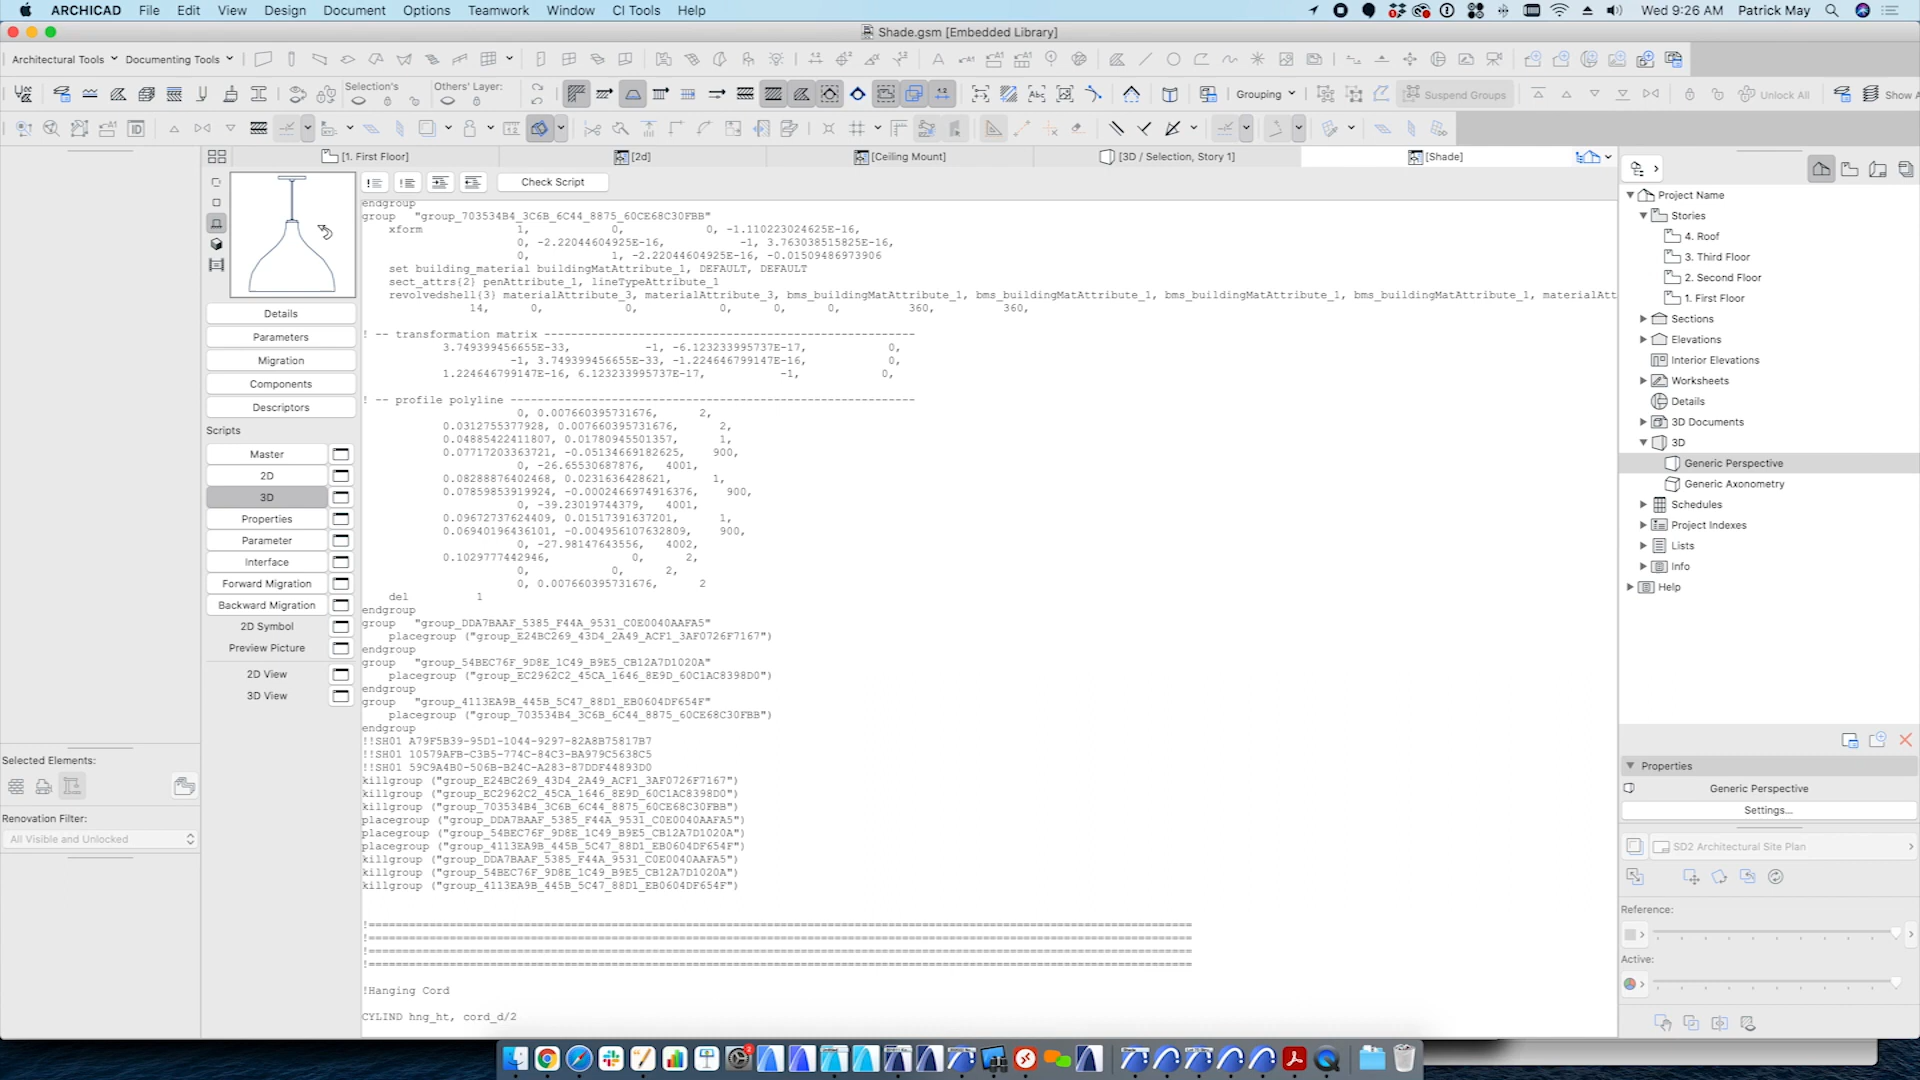 ARCHICAD File Edit View Design Document Options Teamwork Window CI Tools Help
Wed 9:26 AM Patrick May
Shade.gsm [Embedded Library]
Architectural Tools Documenting Tools
Selection's
Others' Layer:
Grouping
Suspend Groups
Unlock All
Show A
[1. First Floor]
[2d]
[Ceiling Mount]
[3D / Selection, Story 1]
[Shade]
Check Script
Details
Parameters
Migration
Components
Descriptors
Scripts
Master
2D
3D
Properties
Parameter
Interface
Forward Migration
Backward Migration
2D Symbol
Preview Picture
2D View
3D View
Selected Elements:
Renovation Filter:
All Visible and Unlocked
endgroup
group "group_703534B4_3C6B_6C44_8875_60CE68C30FBB"
xform 1, 0, 0, -1.110223024625E-16,
0, -2.22044604925E-16, -1, 3.763038515825E-16,
0, 1, -2.22044604925E-16, -0.01509486973906
set building_material buildingMatAttribute_1, DEFAULT, DEFAULT
sect_attrs{2} penAttribute_1, lineTypeAttribute_1
revolvedshell{3} materialAttribute_3, materialAttribute_3, bms_buildingMatAttribute_1, bms_buildingMatAttribute_1, bms_buildingMatAttribute_1, bms_buildingMatAttribute_1, materialAtt
14, 0, 0, 0, 0, 0, 360, 360,
! -- transformation matrix ---------------------------------------------------------
3.749399456655E-33, -1, -6.123233995737E-17, 0,
-1, 3.749399456655E-33, -1.224646799147E-16, 0,
1.224646799147E-16, 6.123233995737E-17, -1, 0,
! -- profile polyline --------------------------------------------------------------
0, 0.007660395731676, 2,
0.0312755377928, 0.007660395731676, 2,
0.04885422411807, 0.01780945501357, 1,
0.07717203363721, -0.05134669182625, 900,
0, -26.65530687876, 4001,
0.08288876402468, 0.0231636428621, 1,
0.07859853919924, -0.0002466974916376, 900,
0, -39.23019744379, 4001,
0.09672737624409, 0.01517391637201, 1,
0.06940196436101, -0.004956107632809, 900,
0, -27.98147643556, 4002,
0.1029777442946, 0, 2,
0, 0, 2,
0, 0.007660395731676, 2
del 1
endgroup
group "group_DDA7BAAF_5385_F44A_9531_C0E0040AAFA5"
placegroup ("group_E24BC269_43D4_2A49_ACF1_3AF0726F7167")
endgroup
group "group_54BEC76F_9D8E_1C49_B9E5_CB12A7D1020A"
placegroup ("group_EC2962C2_45CA_1646_8E9D_60C1AC8398D0")
endgroup
group "group_4113EA9B_445B_5C47_88D1_EB0604DF654F"
placegroup ("group_703534B4_3C6B_6C44_8875_60CE68C30FBB")
endgroup
!!SH01 A79F5B39-95D1-1044-9297-82A8B75817B7
!!SH01 10579AFB-C3B5-774C-84C3-BA979C5638C5
!!SH01 59C9A4B0-506B-B24C-A283-87DDF44893D0
killgroup ("group_E24BC269_43D4_2A49_ACF1_3AF0726F7167")
killgroup ("group_EC2962C2_45CA_1646_8E9D_60C1AC8398D0")
killgroup ("group_703534B4_3C6B_6C44_8875_60CE68C30FBB")
placegroup ("group_DDA7BAAF_5385_F44A_9531_C0E0040AAFA5")
placegroup ("group_54BEC76F_9D8E_1C49_B9E5_CB12A7D1020A")
placegroup ("group_4113EA9B_445B_5C47_88D1_EB0604DF654F")
killgroup ("group_DDA7BAAF_5385_F44A_9531_C0E0040AAFA5")
killgroup ("group_54BEC76F_9D8E_1C49_B9E5_CB12A7D1020A")
killgroup ("group_4113EA9B_445B_5C47_88D1_EB0604DF654F")
!==============================================================================
!==============================================================================
!==============================================================================
!==============================================================================
!Hanging Cord
CYLIND hng_ht, cord_d/2
Project Name
Stories
4. Roof
3. Third Floor
2. Second Floor
1. First Floor
Sections
Elevations
Interior Elevations
Worksheets
Details
3D Documents
3D
Generic Perspective
Generic Axonometry
Schedules
Project Indexes
Lists
Info
Help
Properties
Generic Perspective
Settings...
SD2 Architectural Site Plan
Reference:
Active: